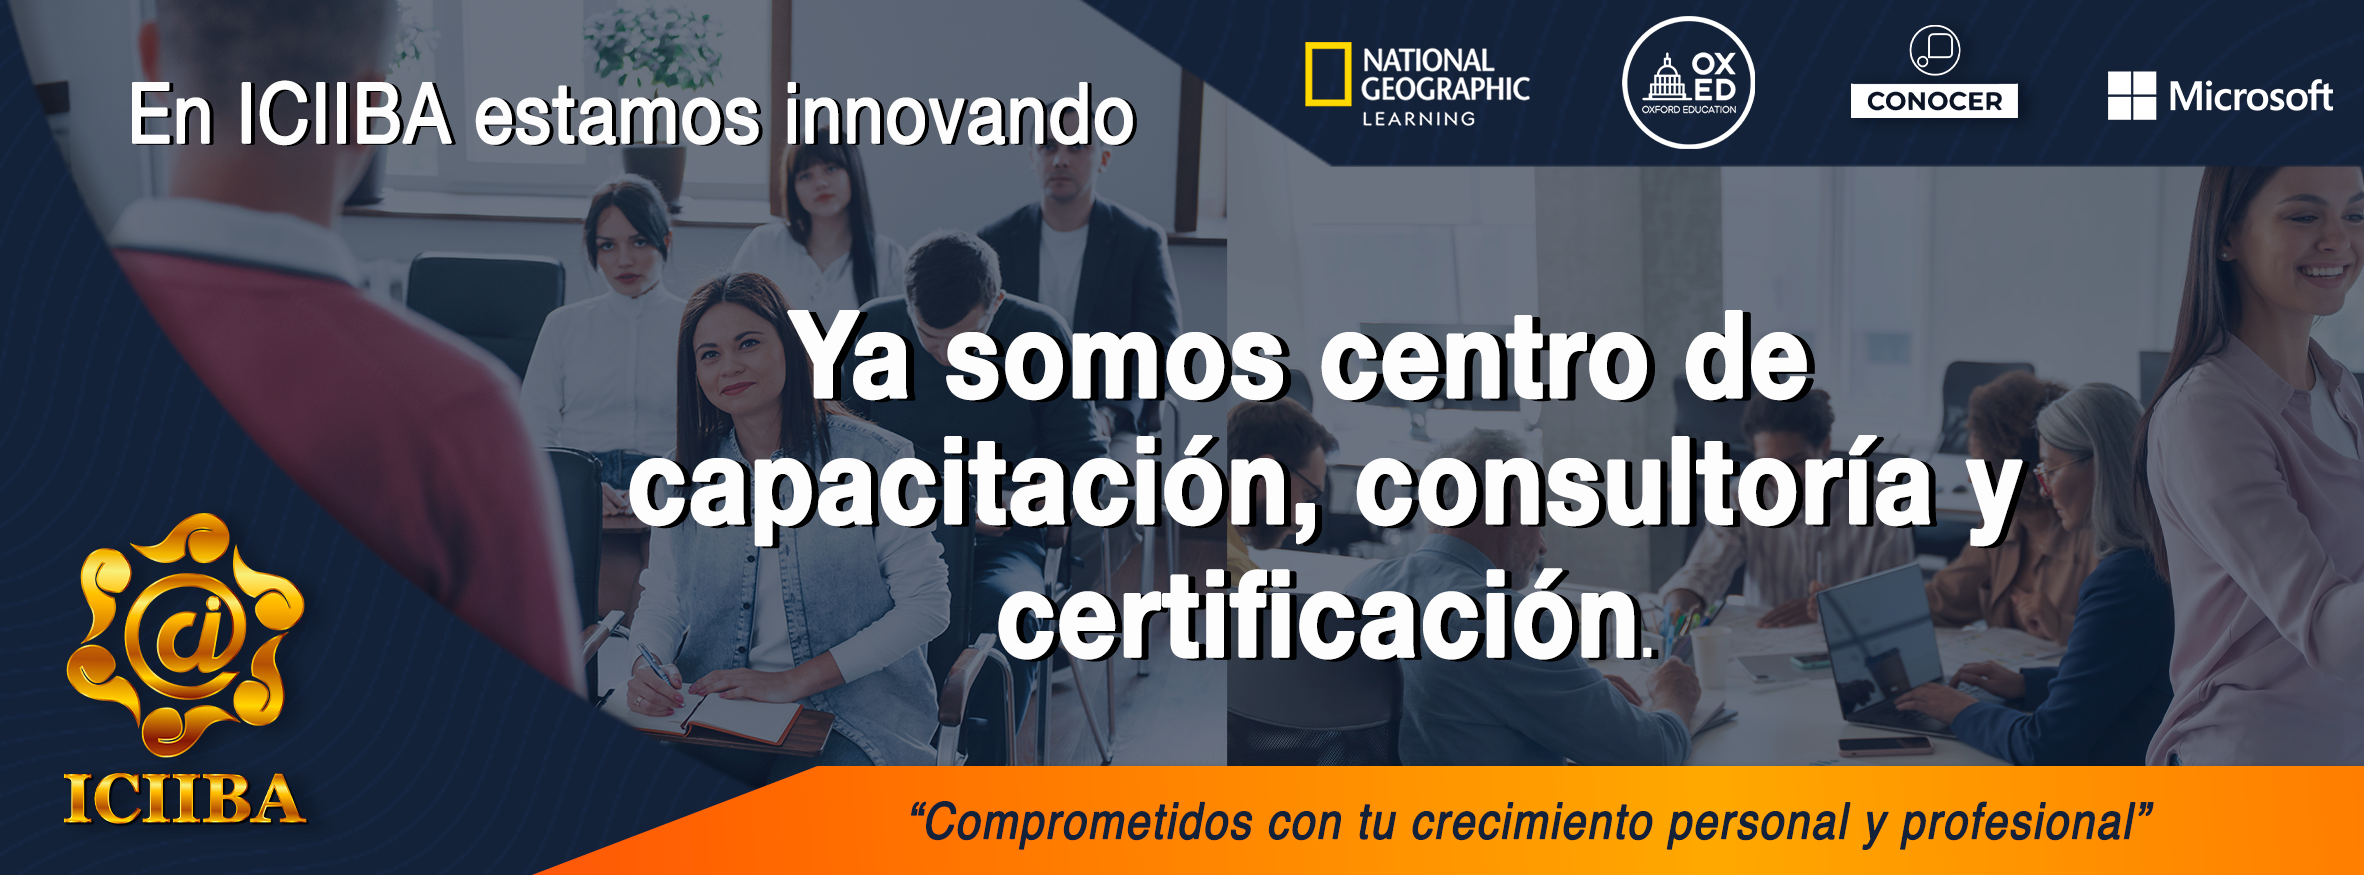 En ICIIBA estamos innovando
NATIONAL
GEOGRAPHIC
LEARNING
OX
ED
OXFORD EDUCATION
CONOCER
Microsoft
Ya somos centro de
capacitación, consultoría y
certificación.
@i
ICIIBA
“Comprometidos con tu crecimiento personal y profesional”